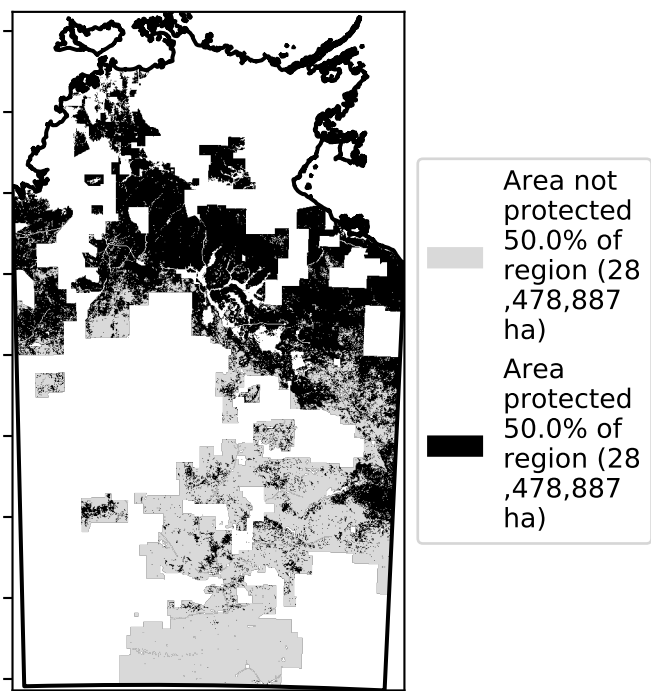 Area not
protected
50.0% of
region (28
,478,887
ha)
Area
protected
50.0% of
region (28
,478,887
ha)